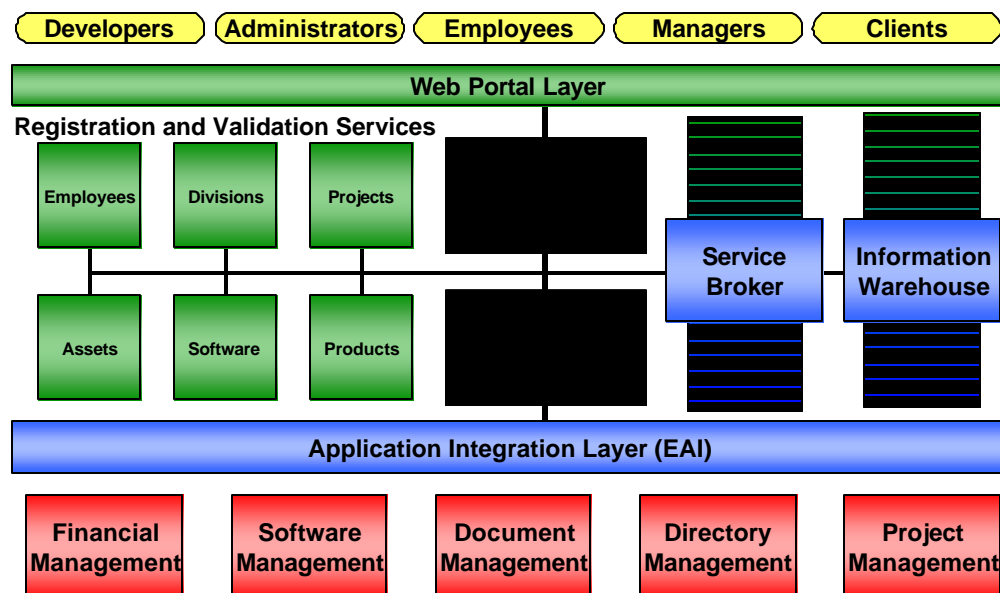 Developers Administrators Employees Managers Clients
Web Portal Layer
Registration and Validation Services
Employees Divisions Projects
Service Broker
Information Warehouse
Assets Software Products
Application Integration Layer (EAI)
Financial Management
Software Management
Document Management
Directory Management
Project Management